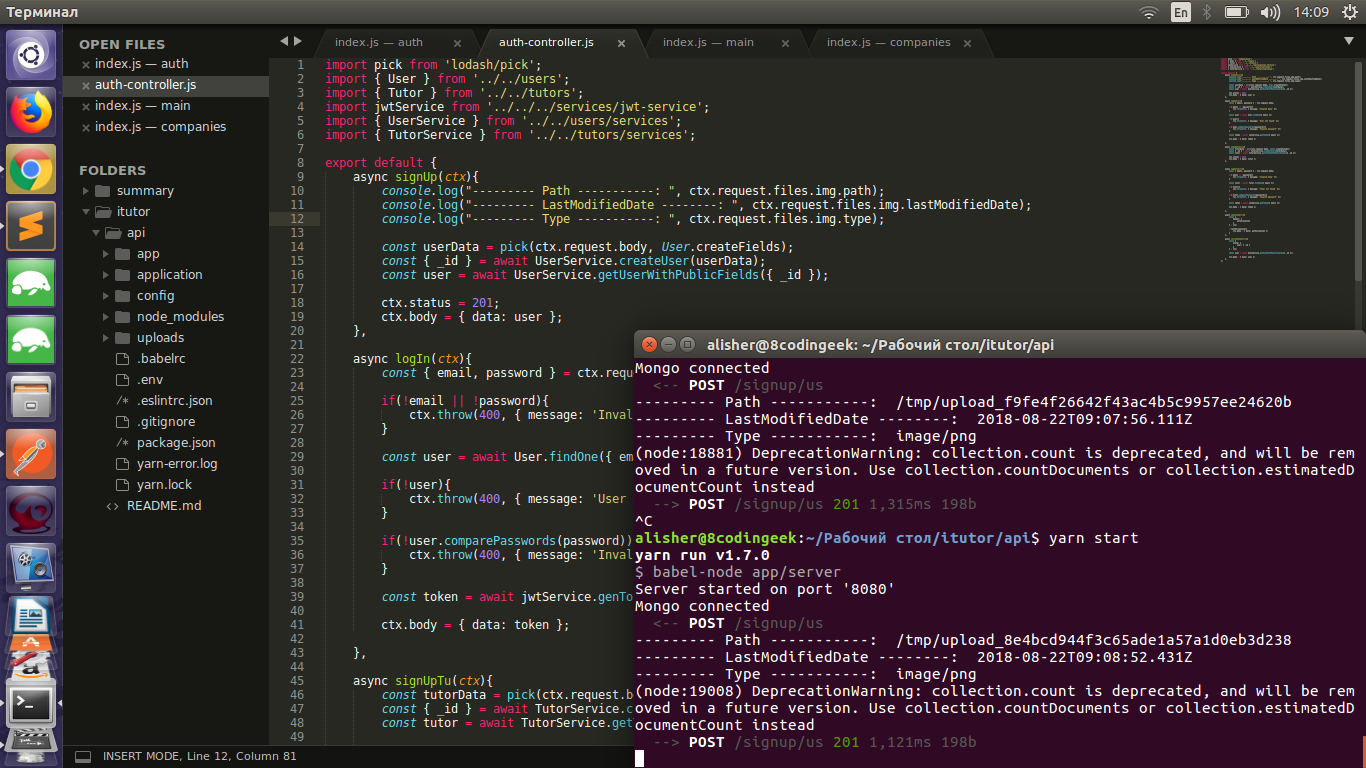 Терминал
En
14:09
OPEN FILES
index.js — auth
auth-controller.js
index.js — main
index.js — companies
FOLDERS
summary
itutor
api
app
application
config
node_modules
uploads
.babelrc
.env
.eslintrc.json
.gitignore
package.json
yarn-error.log
yarn.lock
README.md
index.js — auth
auth-controller.js
index.js — main
index.js — companies
1 import pick from 'lodash/pick';
2 import { User } from '../../users';
3 import { Tutor } from '../../tutors';
4 import jwtService from '../../../services/jwt-service';
5 import { UserService } from '../../users/services';
6 import { TutorService } from '../../tutors/services';
7
8 export default {
9 async signUp(ctx){
10 console.log("--------- Path -----------: ", ctx.request.files.img.path);
11 console.log("--------- LastModifiedDate --------: ", ctx.request.files.img.lastModifiedDate);
12 console.log("--------- Type -----------: ", ctx.request.files.img.type);
13
14 const userData = pick(ctx.request.body, User.createFields);
15 const { _id } = await UserService.createUser(userData);
16 const user = await UserService.getUserWithPublicFields({ _id });
17
18 ctx.status = 201;
19 ctx.body = { data: user };
20 },
21
22 async logIn(ctx){
23 const { email, password } = ctx.requ
24
25 if(!email || !password){
26 ctx.throw(400, { message: 'Inval
27 }
28
29 const user = await User.findOne({ em
30
31 if(!user){
32 ctx.throw(400, { message: 'User
33 }
34
35 if(!user.comparePasswords(password))
36 ctx.throw(400, { message: 'Inval
37 }
38
39 const token = await jwtService.genTo
40
41 ctx.body = { data: token };
42
43 },
44
45 async signUpTu(ctx){
46 const tutorData = pick(ctx.request.b
47 const { _id } = await TutorService.c
48 const tutor = await TutorService.get
49
INSERT MODE, Line 12, Column 81
alisher@8codingeek: ~/Рабочий стол/itutor/api
Mongo connected
<-- POST /signup/us
--------- Path -----------:  /tmp/upload_f9fe4f26642f43ac4b5c9957ee24620b
--------- LastModifiedDate --------:  2018-08-22T09:07:56.111Z
--------- Type -----------:  image/png
(node:18881) DeprecationWarning: collection.count is deprecated, and will be rem
oved in a future version. Use collection.countDocuments or collection.estimatedD
ocumentCount instead
--> POST /signup/us 201 1,315ms 198b
^C
alisher@8codingeek:~/Рабочий стол/itutor/api$ yarn start
yarn run v1.7.0
$ babel-node app/server
Server started on port '8080'
Mongo connected
<-- POST /signup/us
--------- Path -----------:  /tmp/upload_8e4bcd944f3c65ade1a57a1d0eb3d238
--------- LastModifiedDate --------:  2018-08-22T09:08:52.431Z
--------- Type -----------:  image/png
(node:19008) DeprecationWarning: collection.count is deprecated, and will be rem
oved in a future version. Use collection.countDocuments or collection.estimatedD
ocumentCount instead
--> POST /signup/us 201 1,121ms 198b